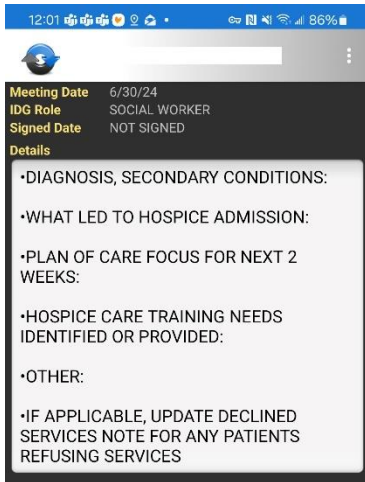 12:01 86%
Meeting Date 6/30/24
IDG Role SOCIAL WORKER
Signed Date NOT SIGNED
Details
•DIAGNOSIS, SECONDARY CONDITIONS:
•WHAT LED TO HOSPICE ADMISSION:
•PLAN OF CARE FOCUS FOR NEXT 2
WEEKS:
•HOSPICE CARE TRAINING NEEDS
IDENTIFIED OR PROVIDED:
•OTHER:
•IF APPLICABLE, UPDATE DECLINED
SERVICES NOTE FOR ANY PATIENTS
REFUSING SERVICES